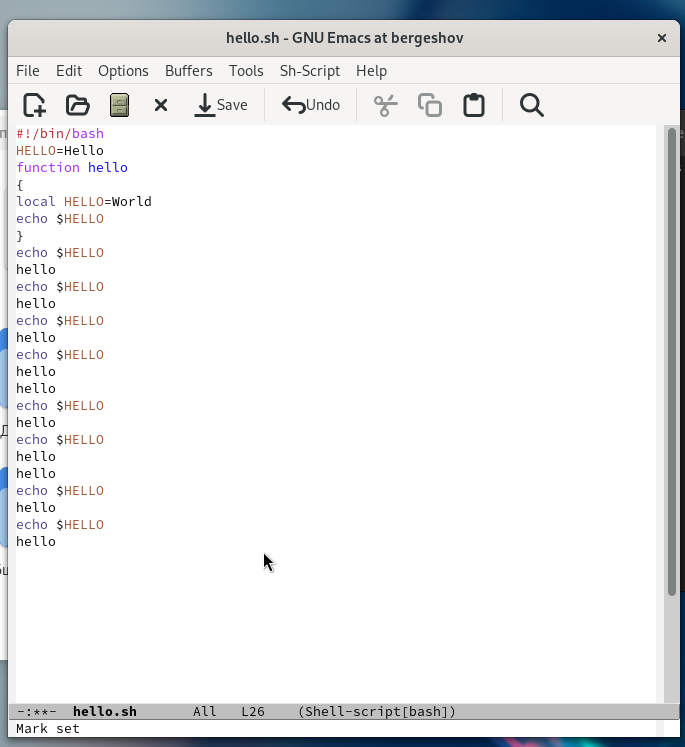 hello.sh - GNU Emacs at bergeshov
File Edit Options Buffers Tools Sh-Script Help
Save Undo
#!/bin/bash
HELLO=Hello
function hello
{
local HELLO=World
echo $HELLO
}
echo $HELLO
hello
echo $HELLO
hello
echo $HELLO
hello
echo $HELLO
hello
hello
echo $HELLO
hello
echo $HELLO
hello
hello
echo $HELLO
hello
echo $HELLO
hello
-:**- hello.sh All L26 (Shell-script[bash])
Mark set